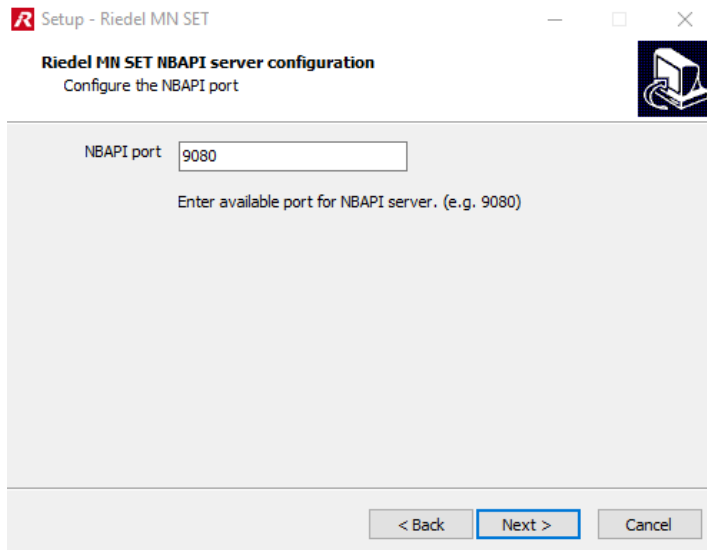 Setup - Riedel MN SET
Riedel MN SET NBAPI server configuration
Configure the NBAPI port
NBAPI port 9080
Enter available port for NBAPI server. (e.g. 9080)
< Back Next > Cancel